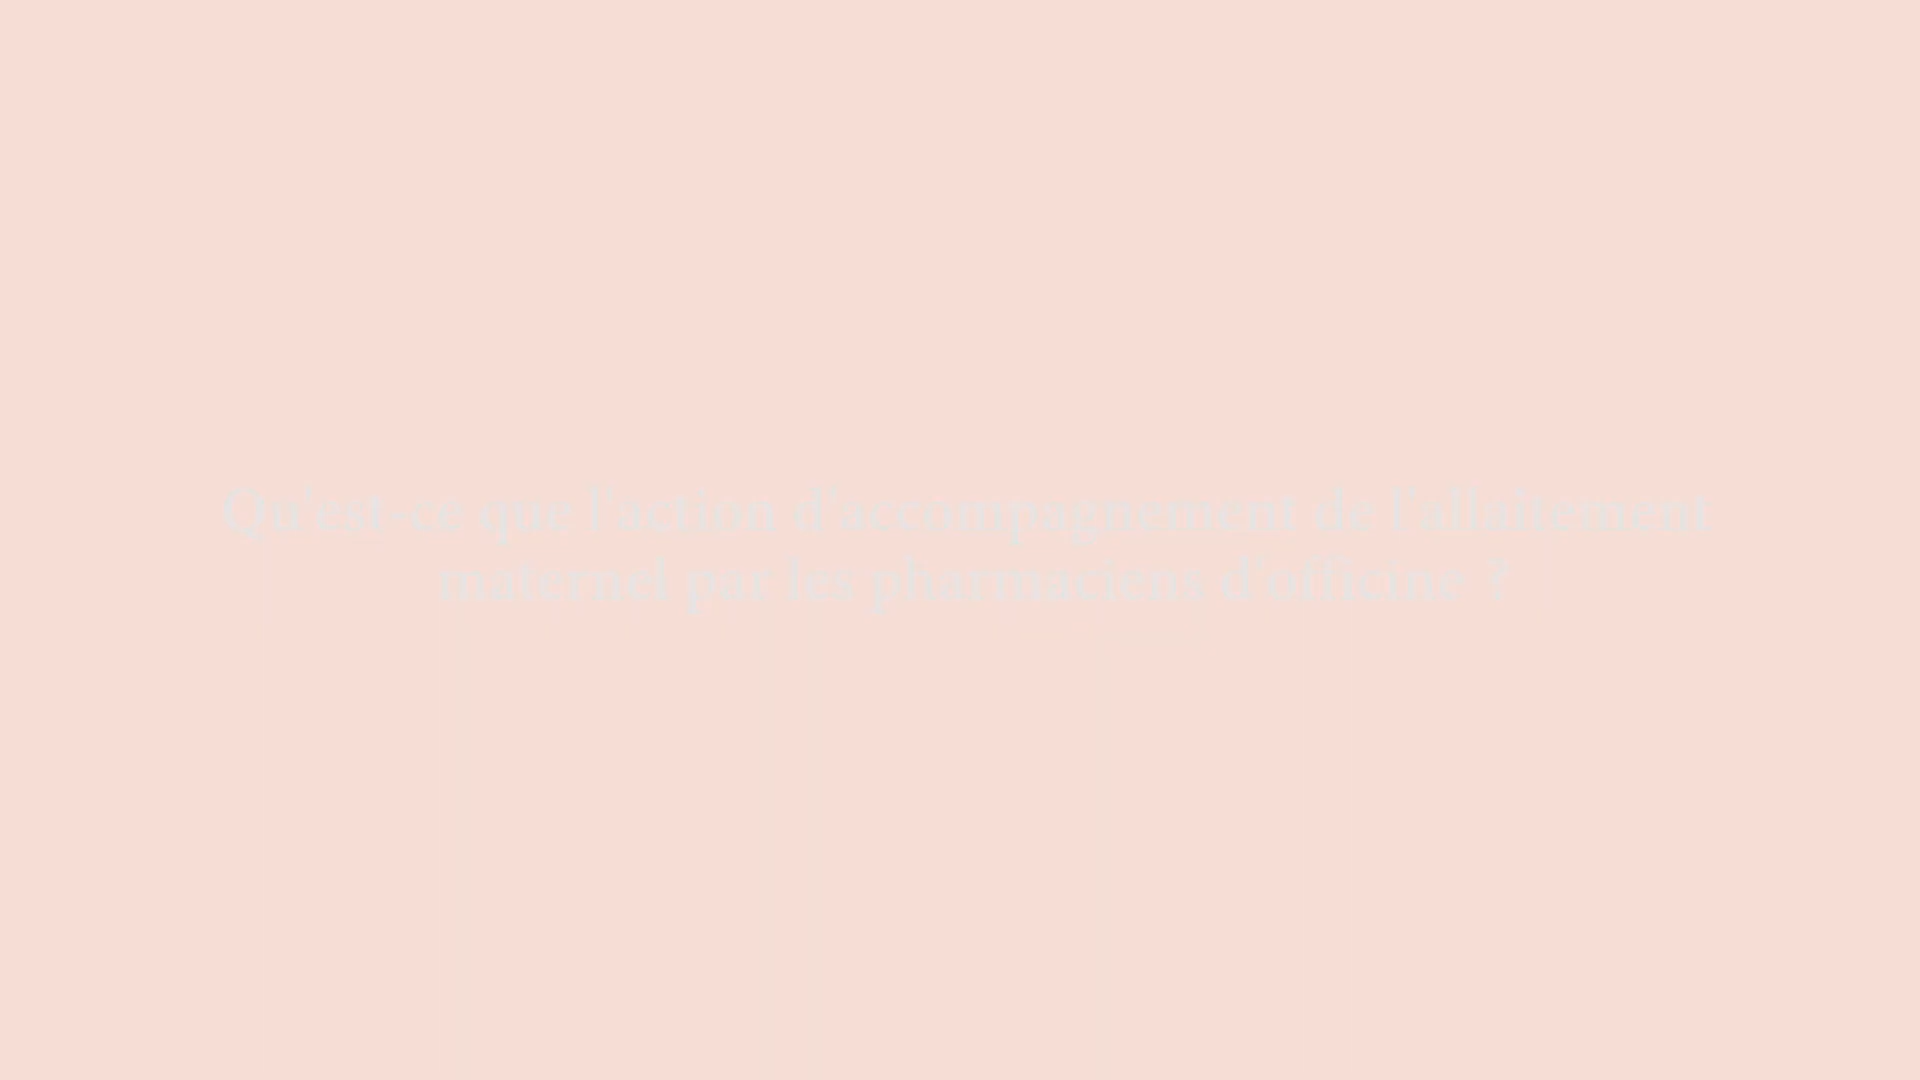 Qu'est-ce que l'action d'accompagnement de l'allaitement
maternel par les pharmaciens d'officine ?